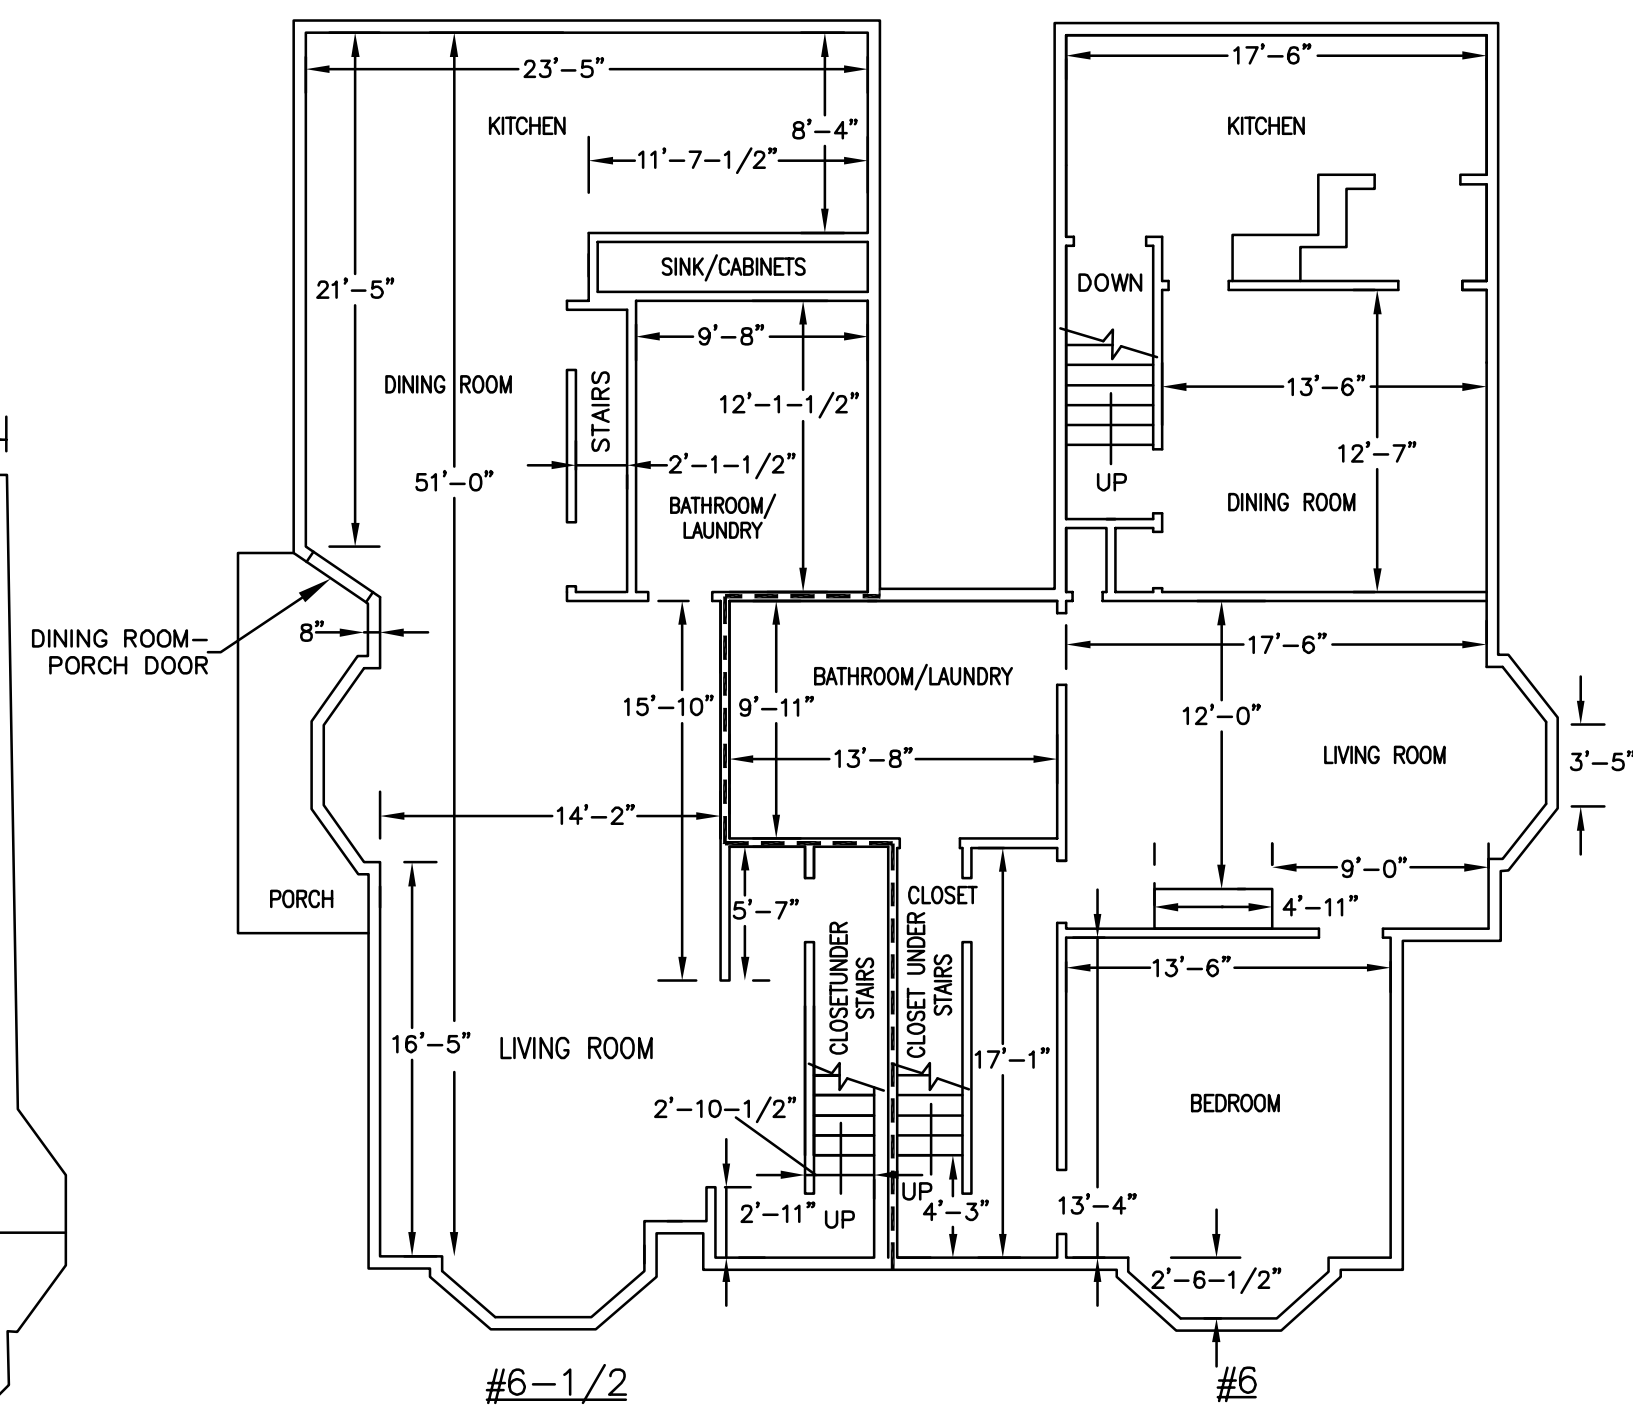 23'-5"
17'-6"
KITCHEN
8'-4"
KITCHEN
11'-7-1/2"
SINK/CABINETS
DOWN
21'-5"
9'-8"
DINING ROOM
STAIRS
13'-6"
12'-1-1/2"
12'-7"
2'-1-1/2"
51'-0"
UP
BATHROOM/
LAUNDRY
DINING ROOM
8"
DINING ROOM-
PORCH DOOR
17'-6"
BATHROOM/LAUNDRY
15'-10"
9'-11"
12'-0"
LIVING ROOM
3'-5"
13'-8"
14'-2"
9'-0"
PORCH
CLOSET
5'-7"
4'-11"
CLOSETUNDER
STAIRS
CLOSET UNDER
STAIRS
13'-6"
16'-5"
LIVING ROOM
17'-1"
2'-10-1/2"
BEDROOM
UP
2'-11"
UP
4'-3"
13'-4"
2'-6-1/2"
#6-1/2
#6